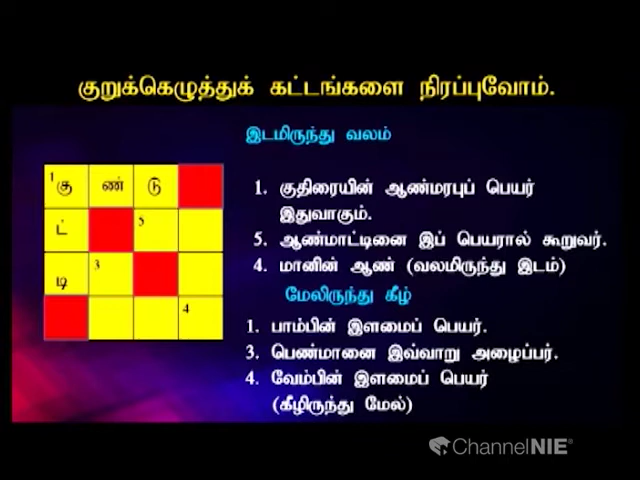 குறுக்கெழுத்துக் கட்டங்களை நிரப்புவோம்.
இடமிருந்து வலம்
1 கு ண் டு
ட் 5
டி 3
4
1. குதிரையின் ஆண்மரபுப் பெயர்
இதுவாகும்.
5. ஆண்மாட்டினை இப் பெயரால் கூறுவர்.
4. மானின் ஆண் (வலமிருந்து இடம்)
மேலிருந்து கீழ்
1. பாம்பின் இளமைப் பெயர்.
3. பெண்மானை இவ்வாறு அழைப்பர்.
4. வேம்பின் இளமைப் பெயர்
(கீழிருந்து மேல்)
ChannelNIE